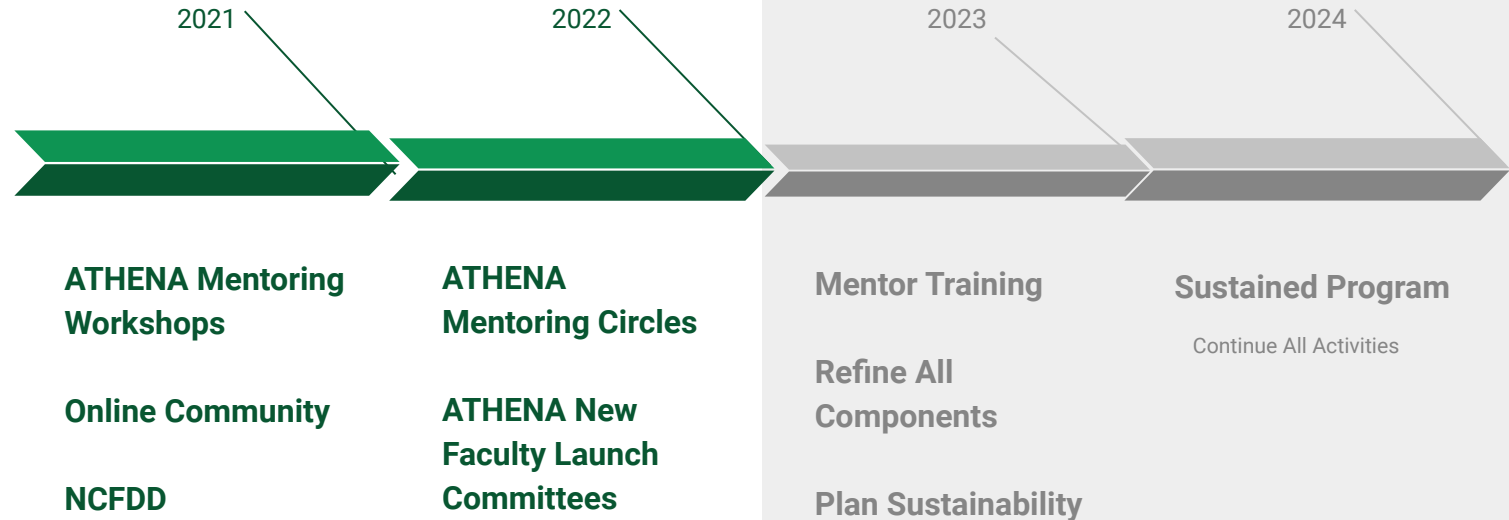 2021
2022
2023
2024
ATHENA Mentoring
Workshops
Online Community
NCFDD
ATHENA
Mentoring Circles
ATHENA New
Faculty Launch
Committees
Mentor Training
Refine All
Components
Plan Sustainability
Sustained Program
Continue All Activities